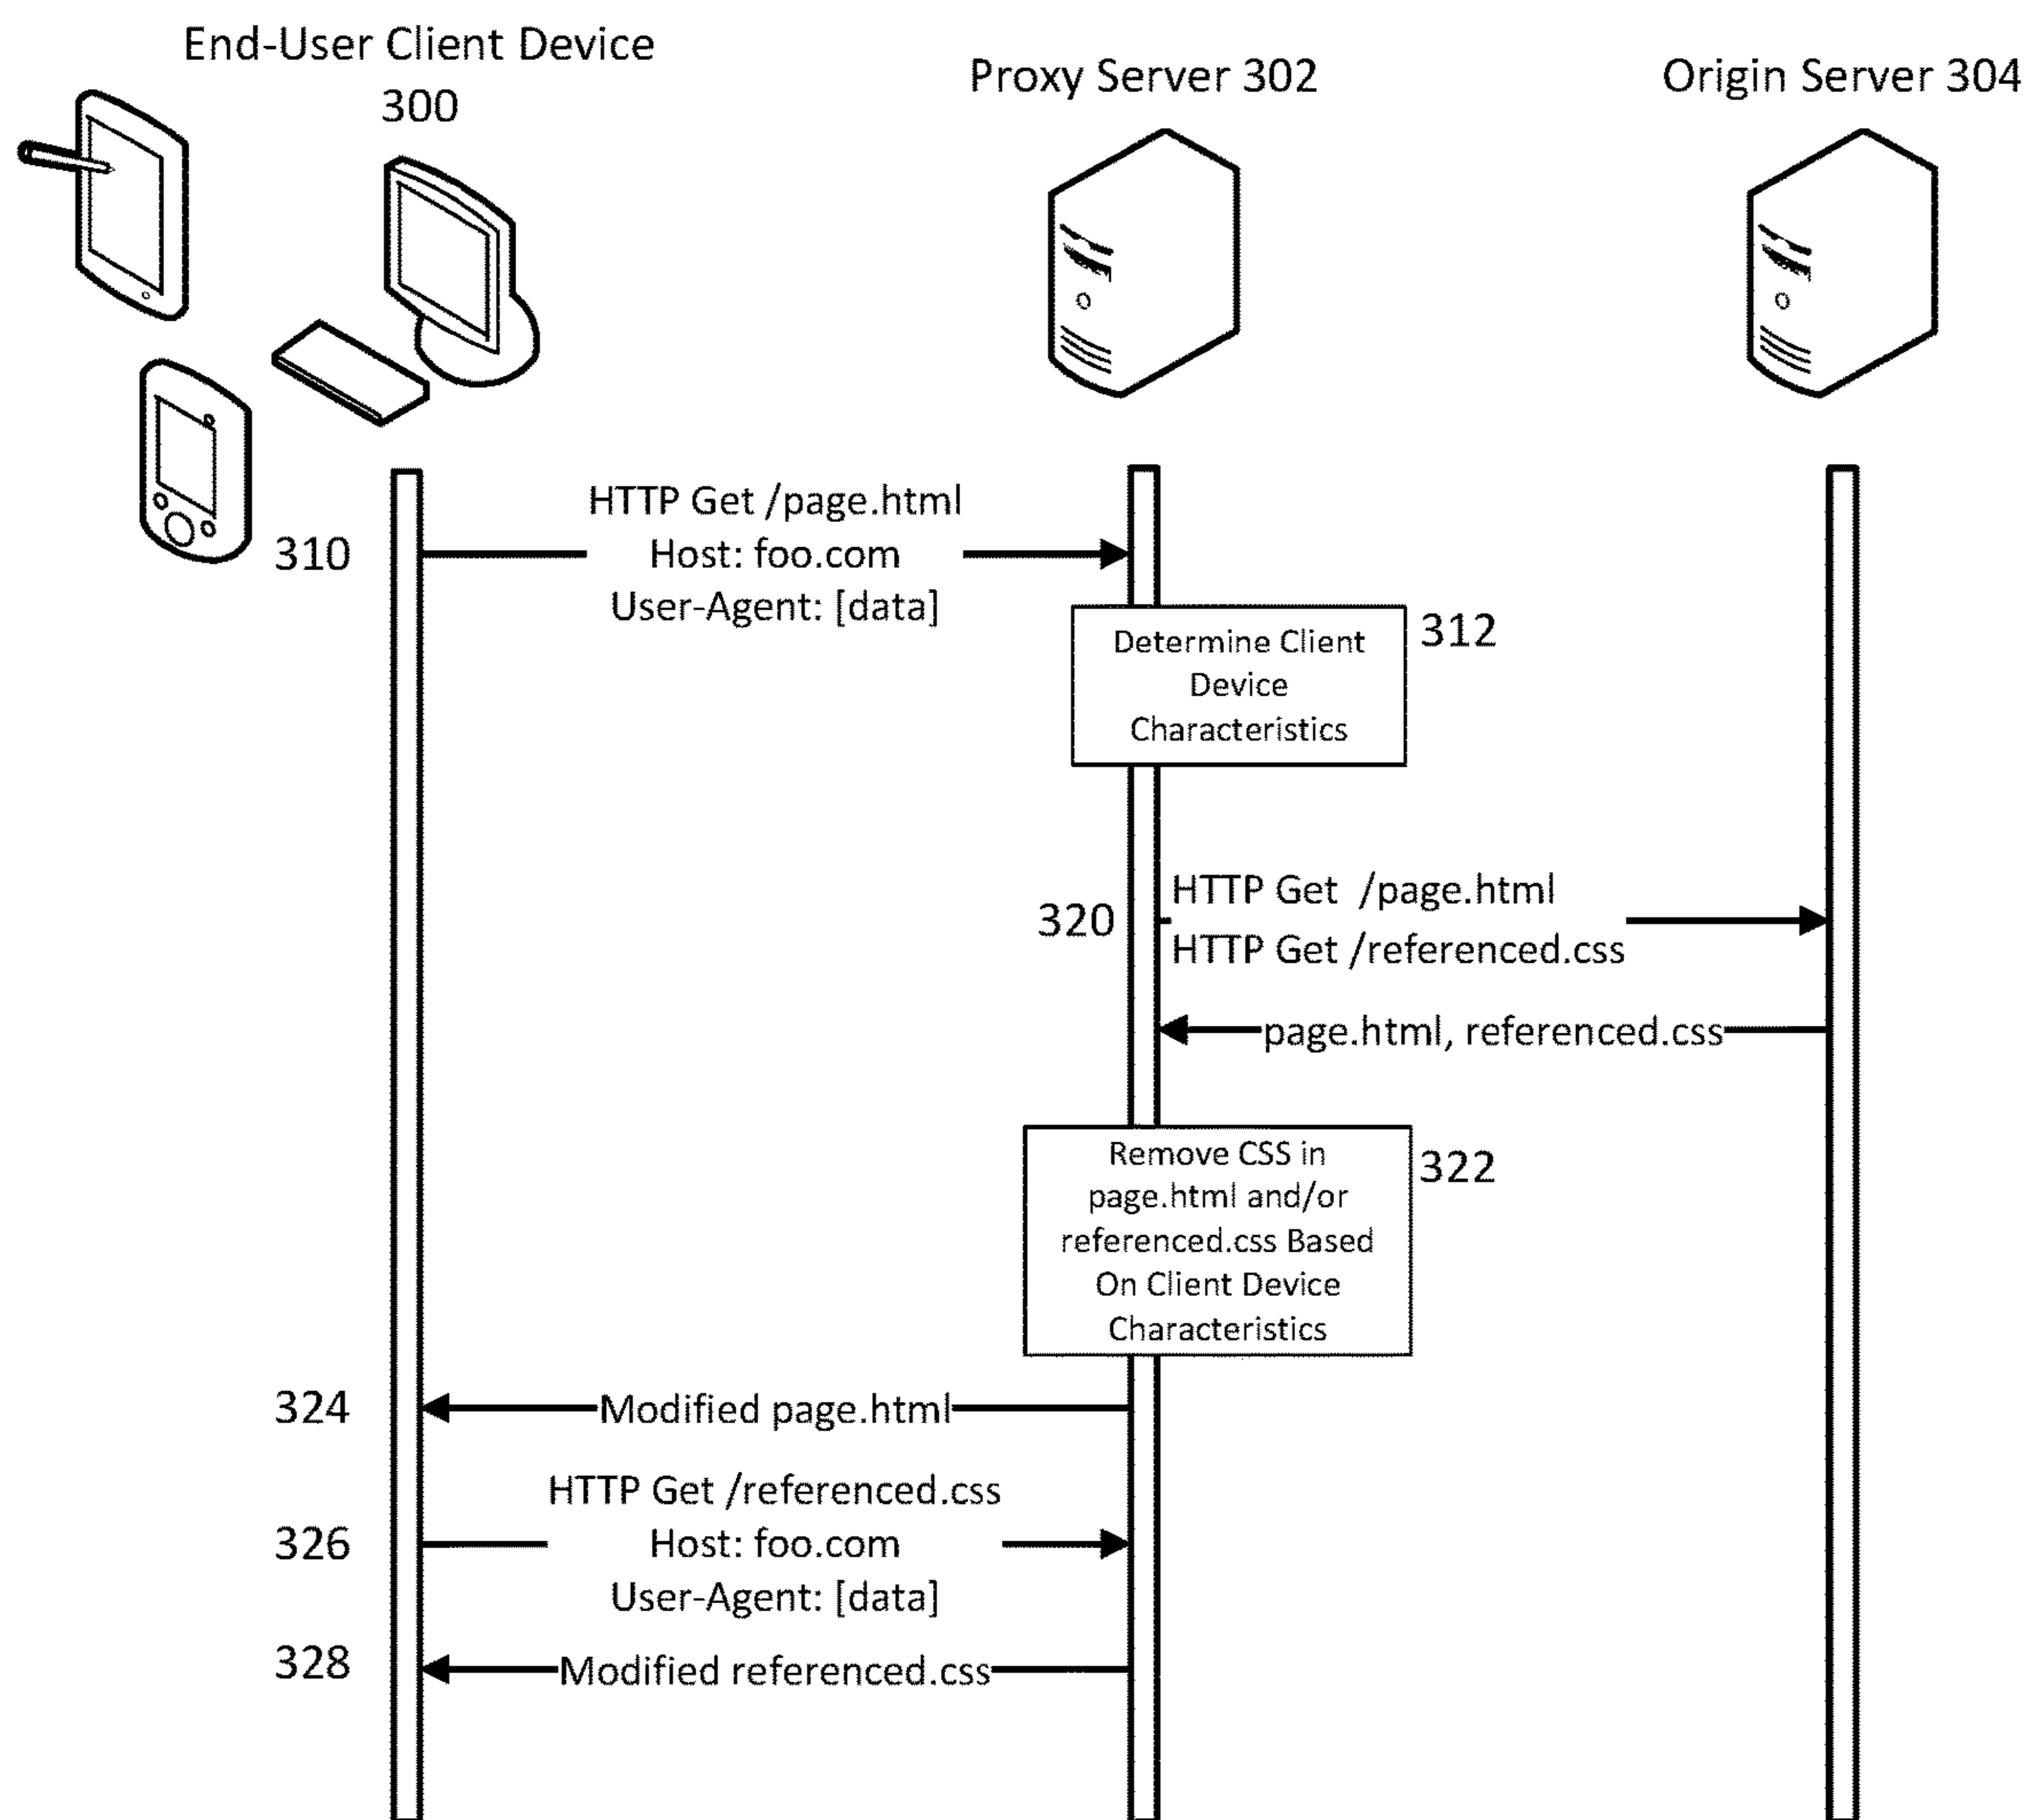 End-User Client Device
300
Proxy Server 302
Origin Server 304
HTTP Get /page.html
310
Host: foo.com
User-Agent: [data]
312
Determine Client
Device
Characteristics
HTTP Get /page.html
320
HTTP Get /referenced.css
page.html, referenced.css
322
Remove CSS in
page.html and/or
referenced.css Based
On Client Device
Characteristics
324
Modified page.html
HTTP Get /referenced.css
326
Host: foo.com
User-Agent: [data]
328
Modified referenced.css